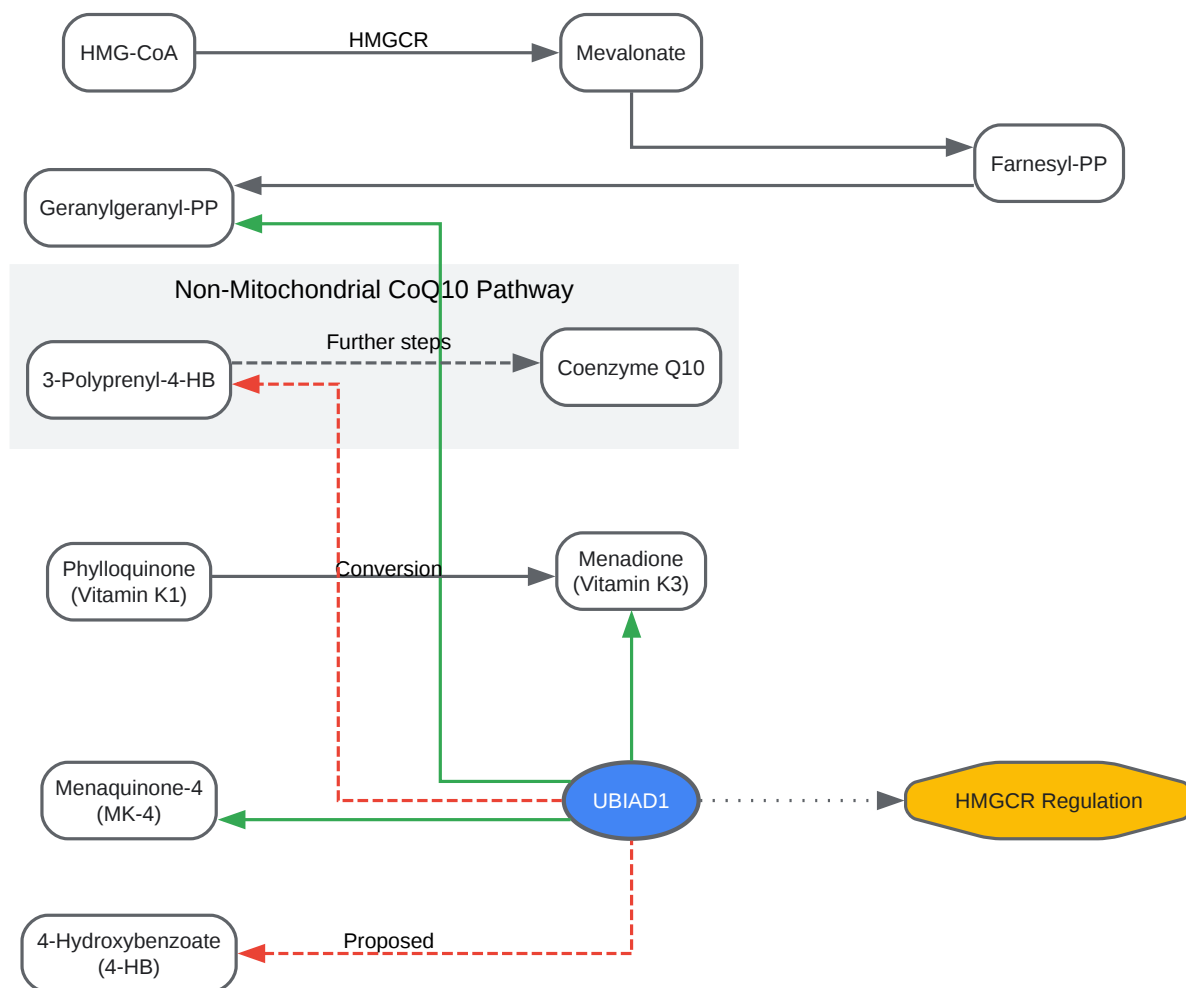 HMG-CoA
HMGCR
Mevalonate
Farnesyl-PP
Geranylgeranyl-PP
Non-Mitochondrial CoQ10 Pathway
3-Polyprenyl-4-HB
Further steps
Coenzyme Q10
Phylloquinone
(Vitamin K1)
Conversion
Menadione
(Vitamin K3)
Menaquinone-4
(MK-4)
UBIAD1
HMGCR Regulation
4-Hydroxybenzoate
(4-HB)
Proposed